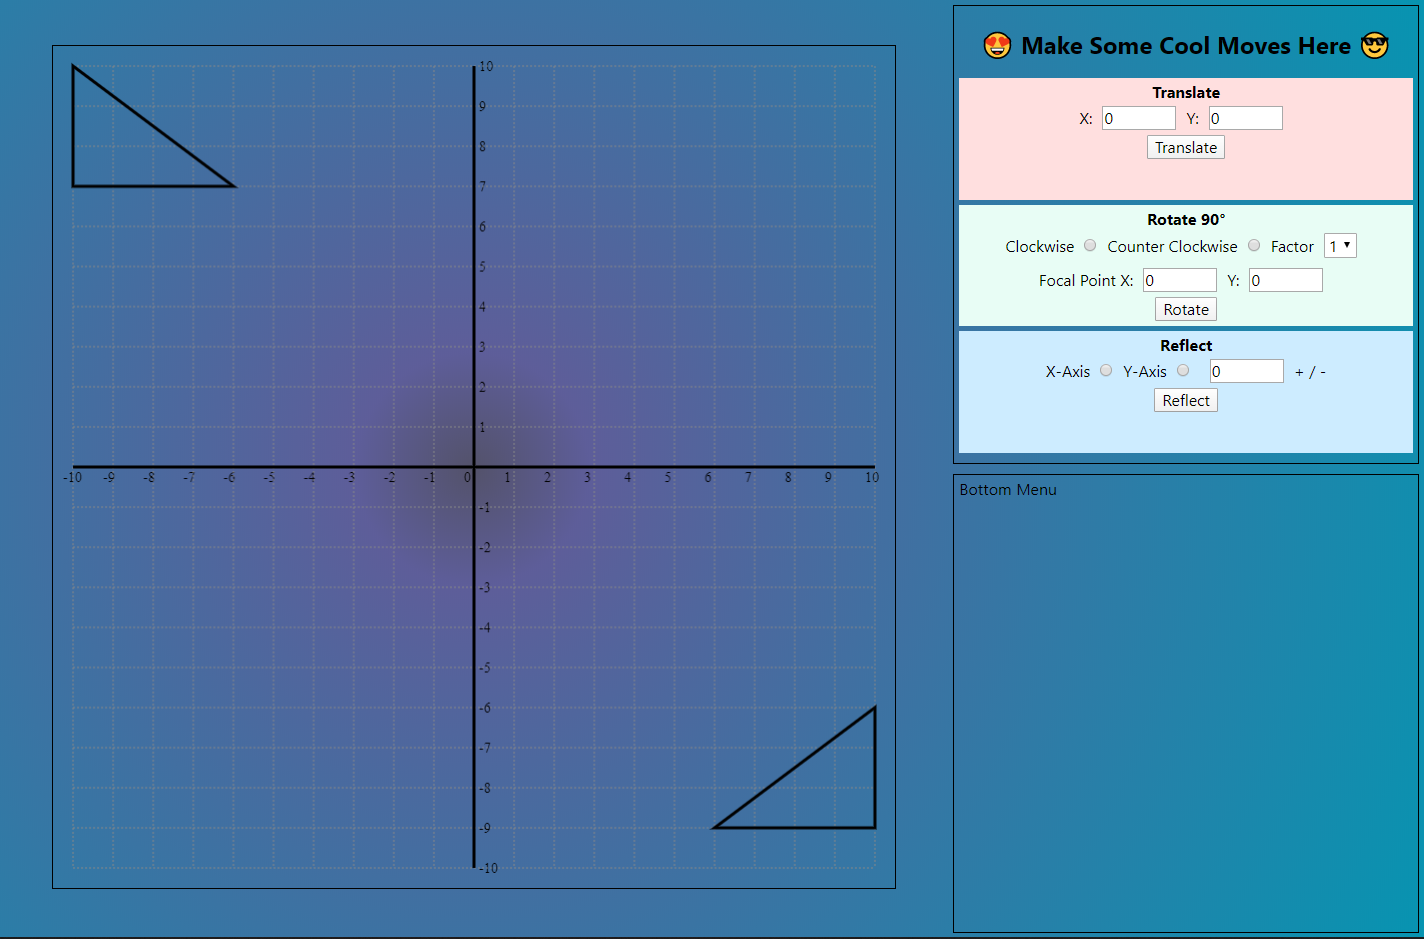 10
9
8
7
6
5
4
3
2
1
-10 -9 -8 -7 -6 -5 -4 -3 -2 -1 0 1 2 3 4 5 6 7 8 9 10
-1
-2
-3
-4
-5
-6
-7
-8
-9
-10
😍 Make Some Cool Moves Here 😎
Translate
X: 0 Y: 0
Translate
Rotate 90°
Clockwise Counter Clockwise Factor 1
Focal Point X: 0 Y: 0
Rotate
Reflect
X-Axis Y-Axis 0 + / -
Reflect
Bottom Menu